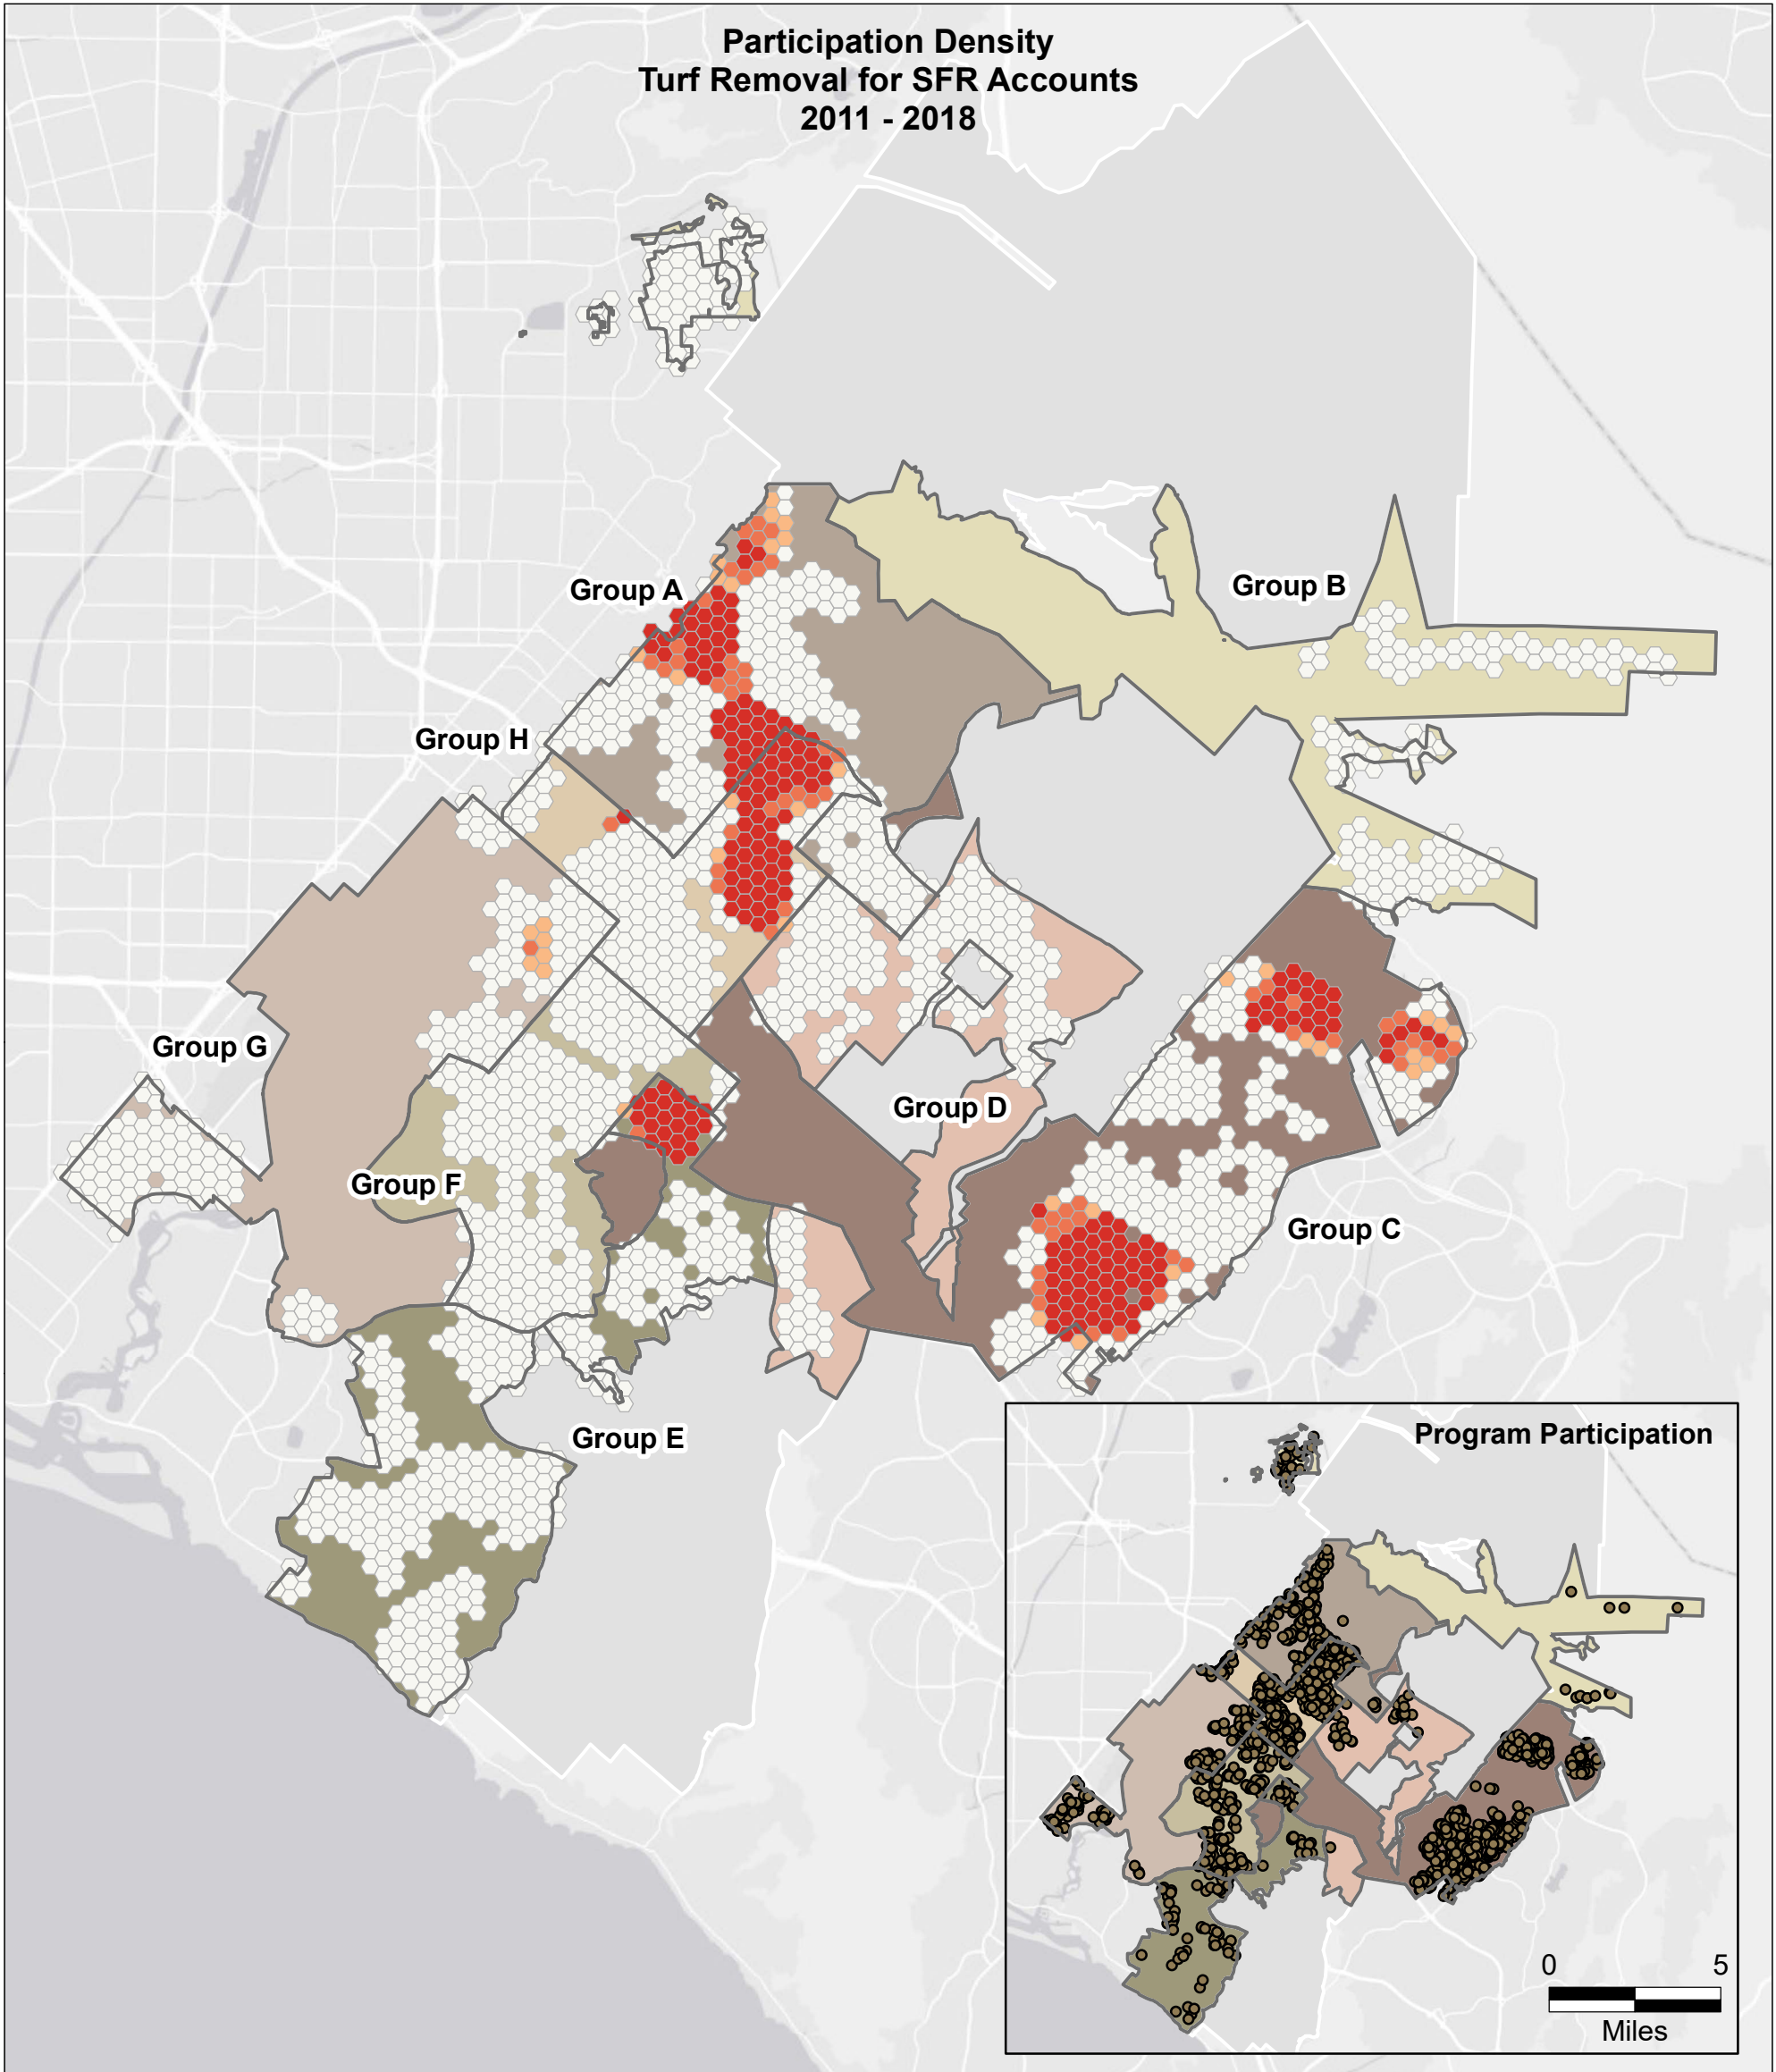 Participation Density
Turf Removal for SFR Accounts
2011 - 2018
Group A
Group B
Group H
Group G
Group D
Group F
Group C
Group E
Program Participation
0 5
Miles